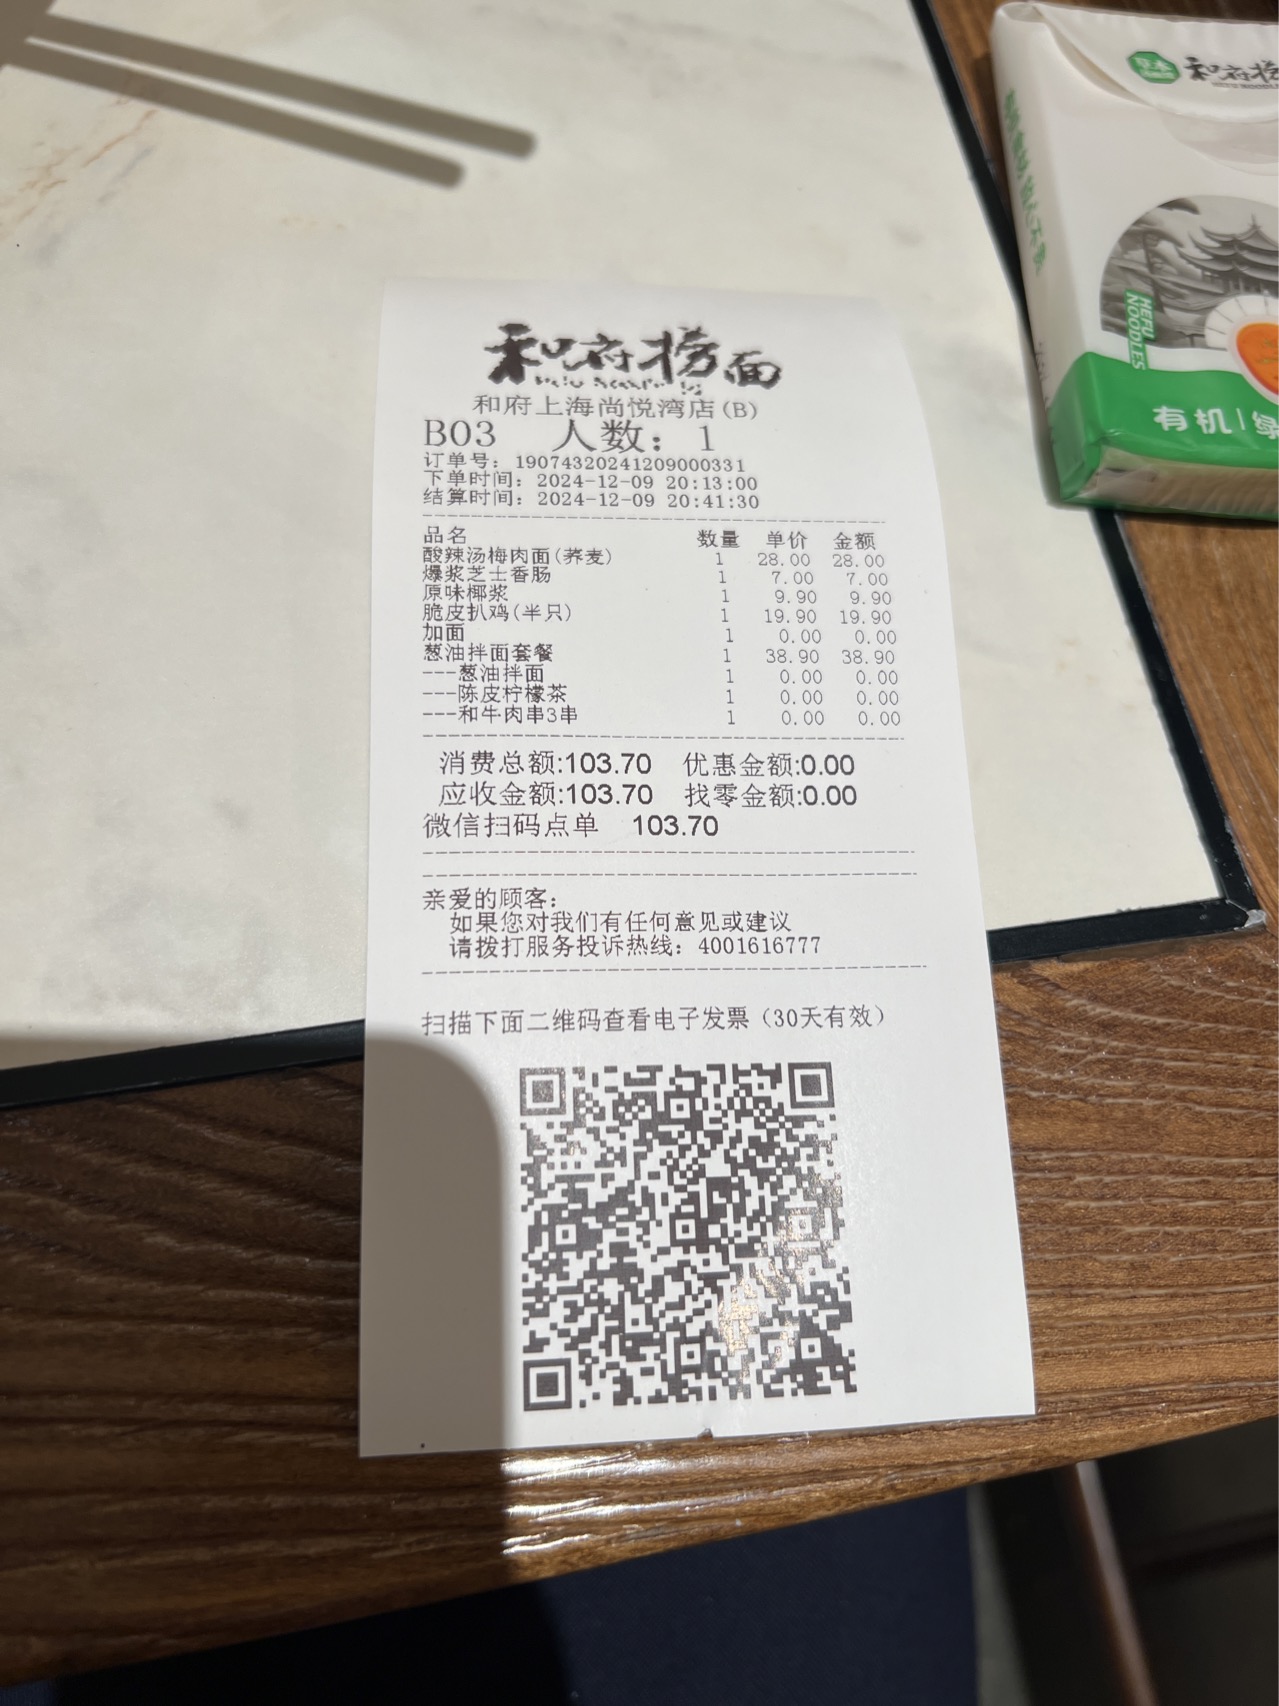 和府捞面
和府上海尚悦湾店(B)
B03 人数：1
订单号：19074320241209000331
下单时间：2024-12-09 20:13:00
结算时间：2024-12-09 20:41:30
品名 数量 单价 金额
酸辣汤梅肉面(荞麦) 1 28.00 28.00
爆浆芝士香肠 1 7.00 7.00
原味椰浆 1 9.90 9.90
脆皮扒鸡(半只) 1 19.90 19.90
加面 1 0.00 0.00
葱油拌面套餐 1 38.90 38.90
---葱油拌面 1 0.00 0.00
---陈皮柠檬茶 1 0.00 0.00
---和牛肉串3串 1 0.00 0.00
消费总额:103.70 优惠金额:0.00
应收金额:103.70 找零金额:0.00
微信扫码点单 103.70
亲爱的顾客：
如果您对我们有任何意见或建议
请拨打服务投诉热线：4001616777
扫描下面二维码查看电子发票（30天有效）
草本
和府捞
HEFU
NOODLES
有机|绿